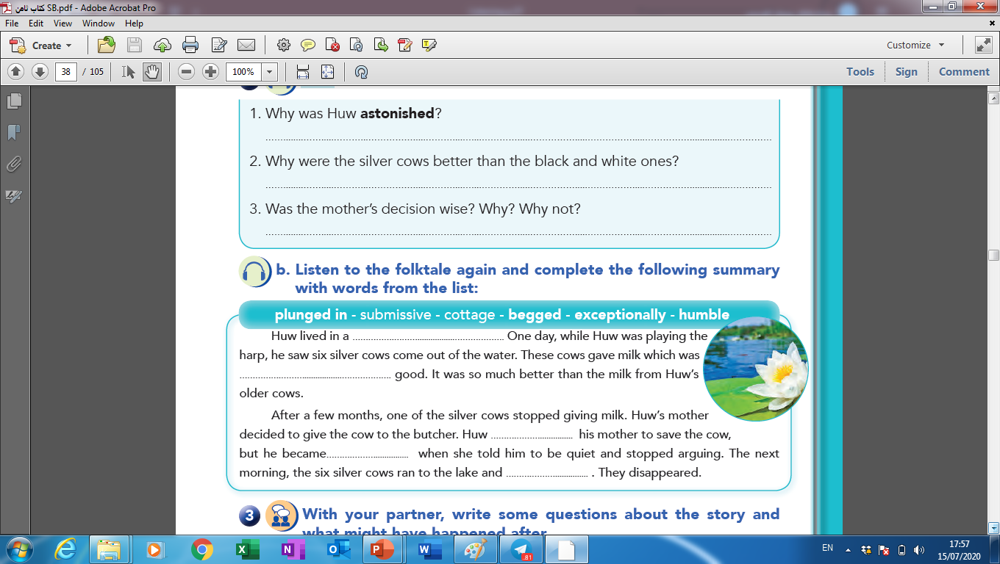 كتاب ثامن SB.pdf - Adobe Acrobat Pro
File Edit View Window Help
Create Customize
38 / 105 100% Tools Sign Comment
1. Why was Huw astonished?
2. Why were the silver cows better than the black and white ones?
3. Was the mother's decision wise? Why? Why not?
b. Listen to the folktale again and complete the following summary
with words from the list:
plunged in - submissive - cottage - begged - exceptionally - humble
Huw lived in a ................................................ One day, while Huw was playing the
harp, he saw six silver cows come out of the water. These cows gave milk which was
................................................ good. It was so much better than the milk from Huw's
older cows.
After a few months, one of the silver cows stopped giving milk. Huw's mother
decided to give the cow to the butcher. Huw ................................ his mother to save the cow,
but he became................................ when she told him to be quiet and stopped arguing. The next
morning, the six silver cows ran to the lake and ................................ . They disappeared.
3 With your partner, write some questions about the story and
what might have happened after
EN 17:57
15/07/2020
81